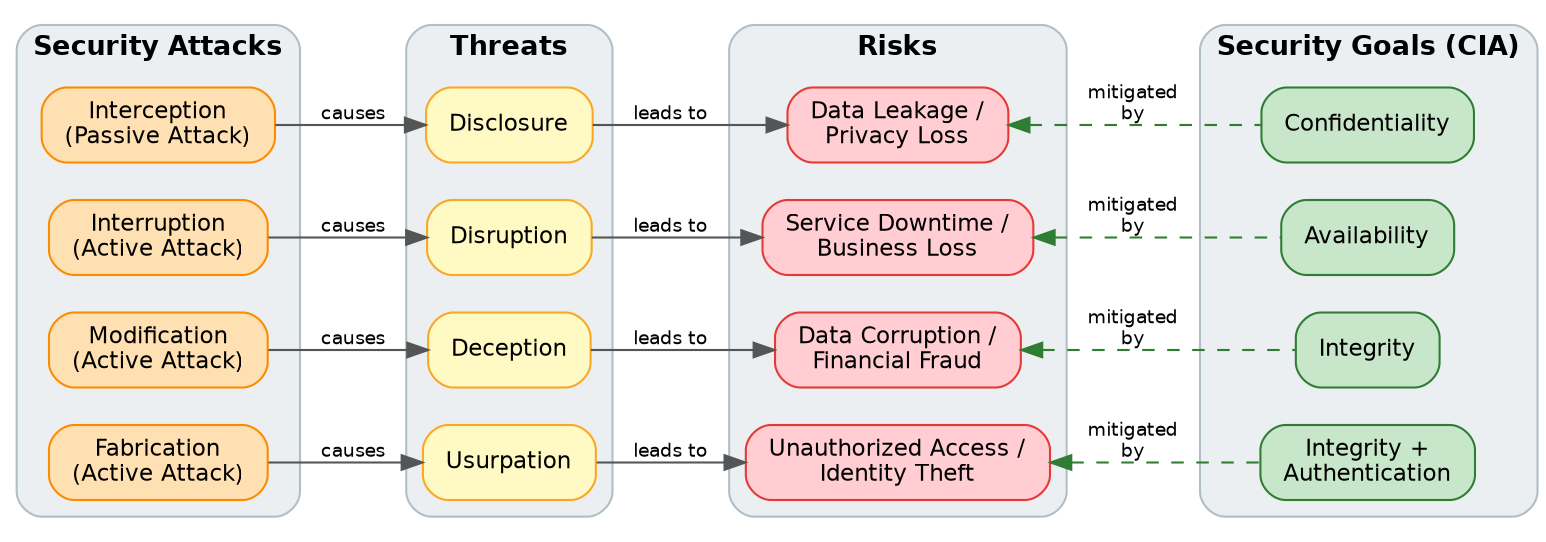 Security Attacks
Threats
Risks
Security Goals (CIA)
Interception
(Passive Attack)
causes
Disclosure
leads to
Data Leakage /
Privacy Loss
mitigated
by
Confidentiality
Interruption
(Active Attack)
causes
Disruption
leads to
Service Downtime /
Business Loss
mitigated
by
Availability
Modification
(Active Attack)
causes
Deception
leads to
Data Corruption /
Financial Fraud
mitigated
by
Integrity
Fabrication
(Active Attack)
causes
Usurpation
leads to
Unauthorized Access /
Identity Theft
mitigated
by
Integrity +
Authentication